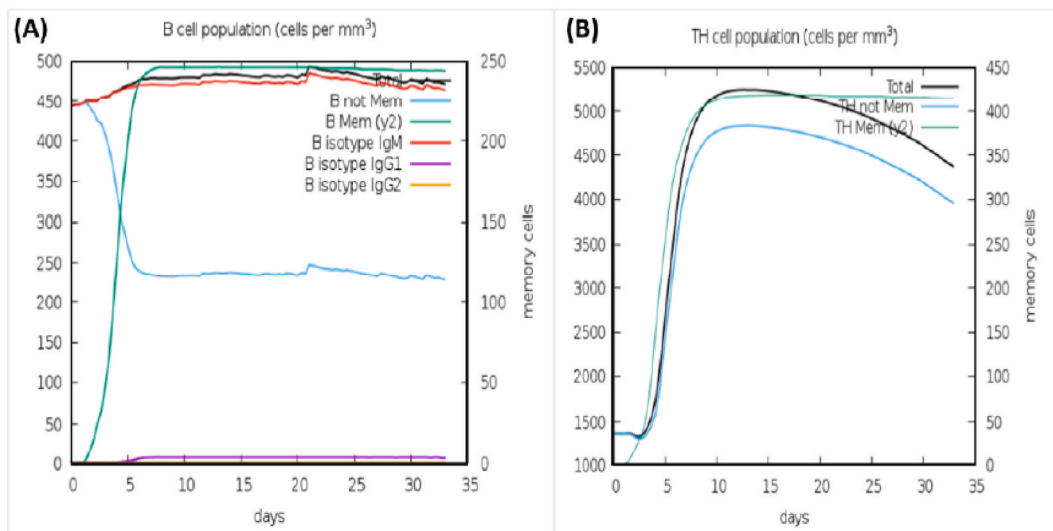 (A)
B cell population (cells per mm³)
500
450
400
350
300
250
200
150
100
50
0
Total
B not Mem
B Mem (y2)
B isotype IgM
B isotype IgG1
B isotype IgG2
250
200
150
100
50
0
memory cells
0 5 10 15 20 25 30 35
days
(B)
TH cell population (cells per mm³)
5500
5000
4500
4000
3500
3000
2500
2000
1500
1000
Total
TH not Mem
TH Mem (y2)
450
400
350
300
250
200
150
100
50
0
memory cells
0 5 10 15 20 25 30 35
days